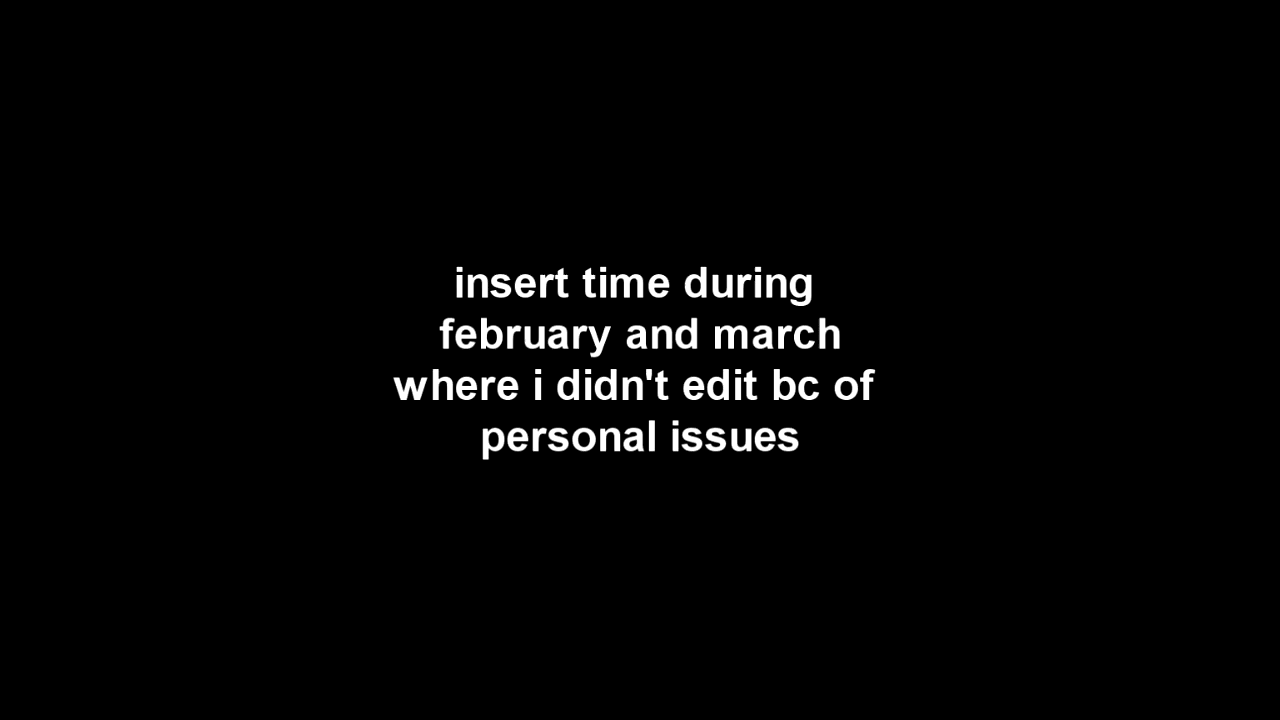 insert time during
february and march
where i didn't edit bc of
personal issues